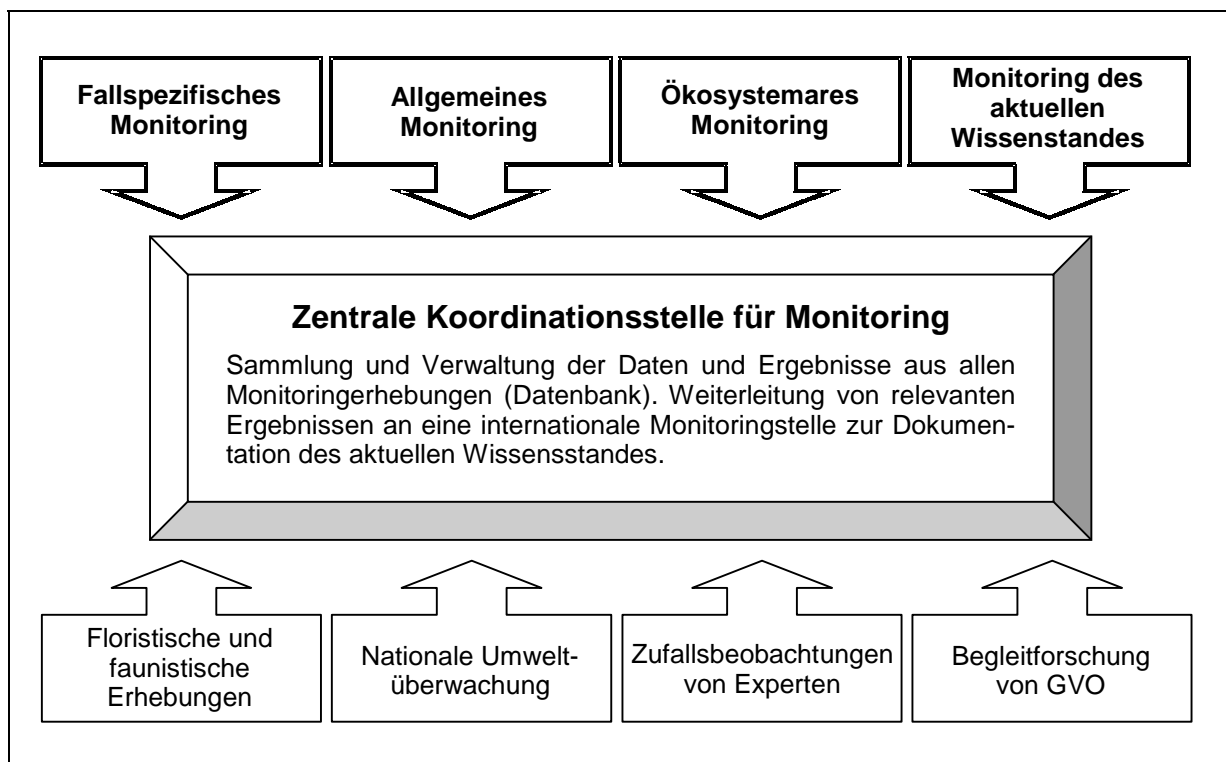 Fallspezifisches
Monitoring
Allgemeines
Monitoring
Ökosystemares
Monitoring
Monitoring des
aktuellen
Wissenstandes
Zentrale Koordinationsstelle für Monitoring
Sammlung und Verwaltung der Daten und Ergebnisse aus allen
Monitoringerhebungen (Datenbank). Weiterleitung von relevanten
Ergebnissen an eine internationale Monitoringstelle zur Dokumen-
tation des aktuellen Wissensstandes.
Floristische und
faunistische
Erhebungen
Nationale Umwelt-
überwachung
Zufallsbeobachtungen
von Experten
Begleitforschung
von GVO